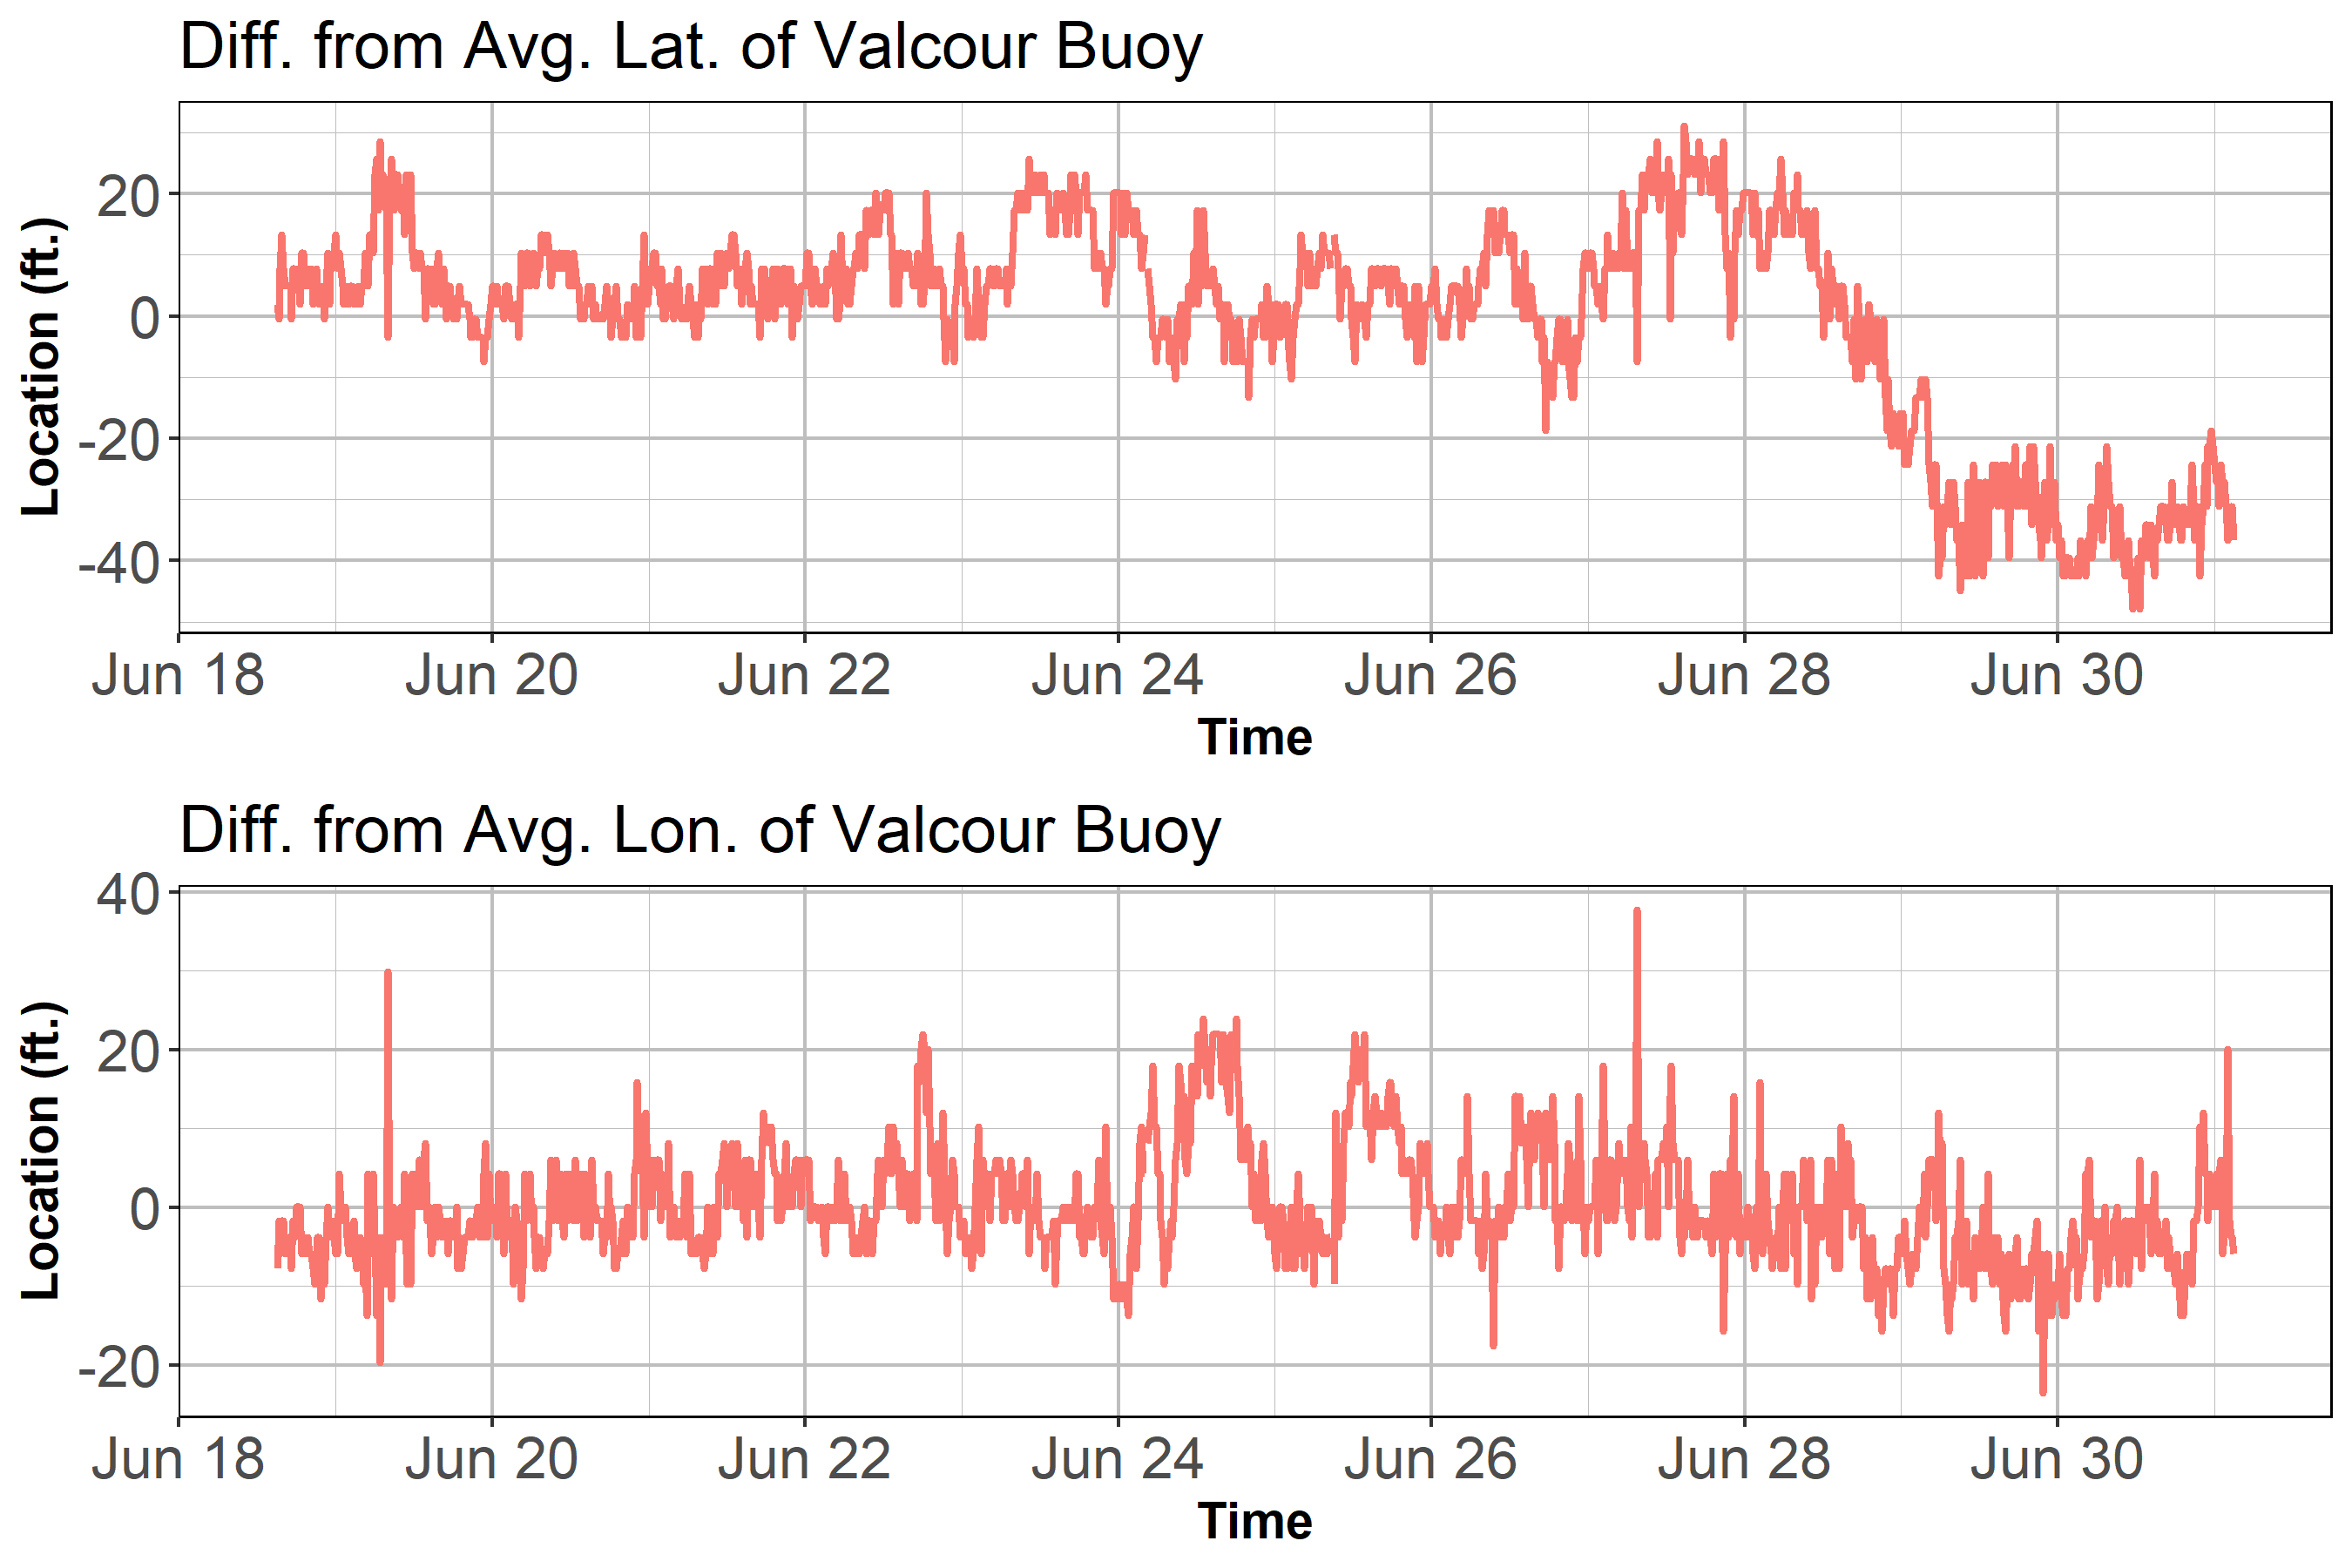 Diff. from Avg. Lat. of Valcour Buoy
Location (ft.)
20
0
-20
-40
Jun 18 Jun 20 Jun 22 Jun 24 Jun 26 Jun 28 Jun 30
Time
Diff. from Avg. Lon. of Valcour Buoy
Location (ft.)
40
20
0
-20
Jun 18 Jun 20 Jun 22 Jun 24 Jun 26 Jun 28 Jun 30
Time